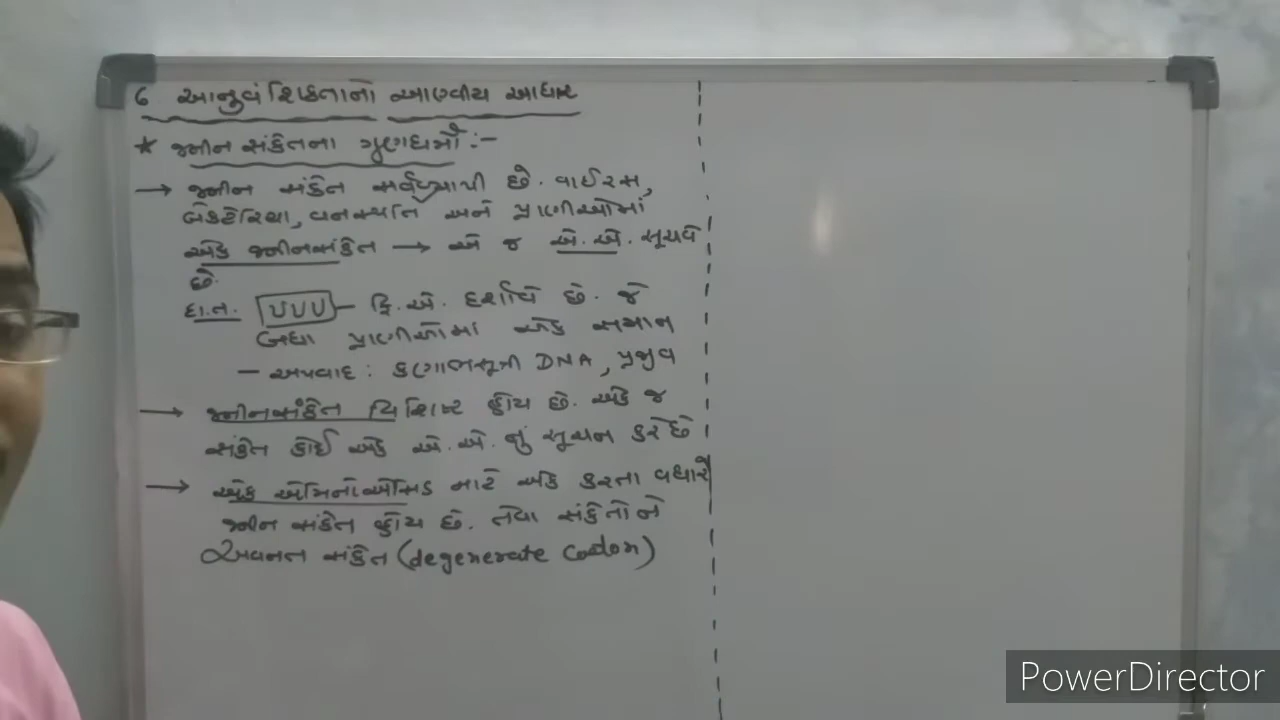 6 આનુવંશિકતાનો આણ્વીય આધાર
* જનીન સંકેતના ગુણધર્મો :-
→ જનીન સંકેત સર્વવ્યાપી છે. વાઈરસ,
બેક્ટેરિયા, વનસ્પતિ અને પ્રાણીઓમાં
એક જનીનસંકેત → એ જ એ.એ. સૂચવે
છે.
દા.ત. UUU - ફિ.એ. દર્શાવે છે. જે
બધા પ્રાણીઓમાં એક સમાન
- અપવાદ : કણાભસૂત્રી DNA, પ્રજીવ
→ જનીનસંકેત વિશિષ્ટ હોય છે. એક જ
સંકેત કોઈ એક એ.એ. નું સૂચન કરે છે
→ એક એમિનોએસિડ માટે એક કરતા વધારે
જનીન સંકેત હોય છે. તેવા સંકેતોને
અવનત સંકેત (degenerate codon)
PowerDirector